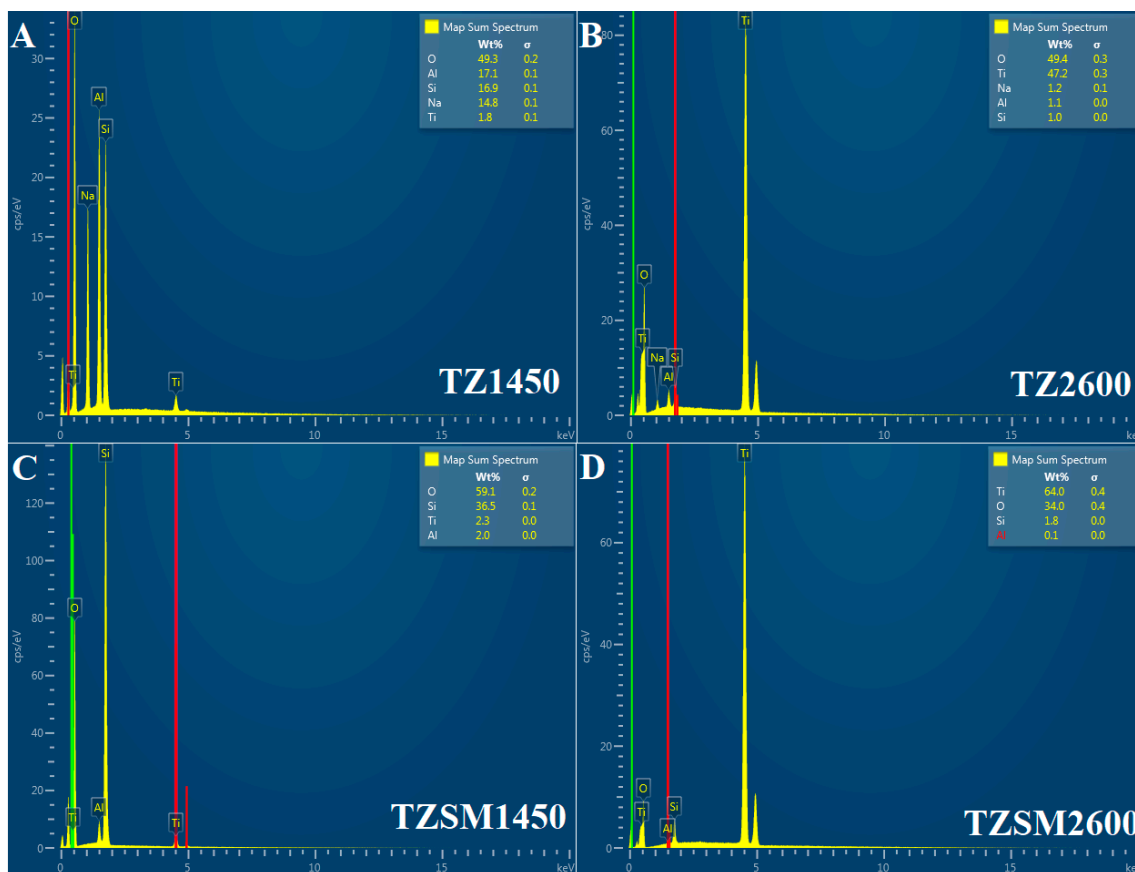 A
Map Sum Spectrum
Wt% σ
O 49.3 0.2
Al 17.1 0.1
Si 16.9 0.1
Na 14.8 0.1
Ti 1.8 0.1
30
25
20
15
10
5
0
cps/eV
O
Al
Si
Na
Ti
Ti
TZ1450
0 5 10 15 keV
B
Map Sum Spectrum
Wt% σ
O 49.4 0.3
Ti 47.2 0.3
Na 1.2 0.1
Al 1.1 0.0
Si 1.0 0.0
80
60
40
20
0
cps/eV
Ti
O
Ti
Na
Si
Al
TZ2600
0 5 10 15 ke
C
Map Sum Spectrum
Wt% σ
O 59.1 0.2
Si 36.5 0.1
Ti 2.3 0.0
Al 2.0 0.0
120
100
80
60
40
20
0
cps/eV
Si
O
Ti
Al
Ti
TZSM1450
0 5 10 15 keV
D
Map Sum Spectrum
Wt% σ
Ti 64.0 0.4
O 34.0 0.4
Si 1.8 0.0
Al 0.1 0.0
60
40
20
0
cps/eV
Ti
O
Ti
Si
Al
TZSM2600
0 5 10 15 ke